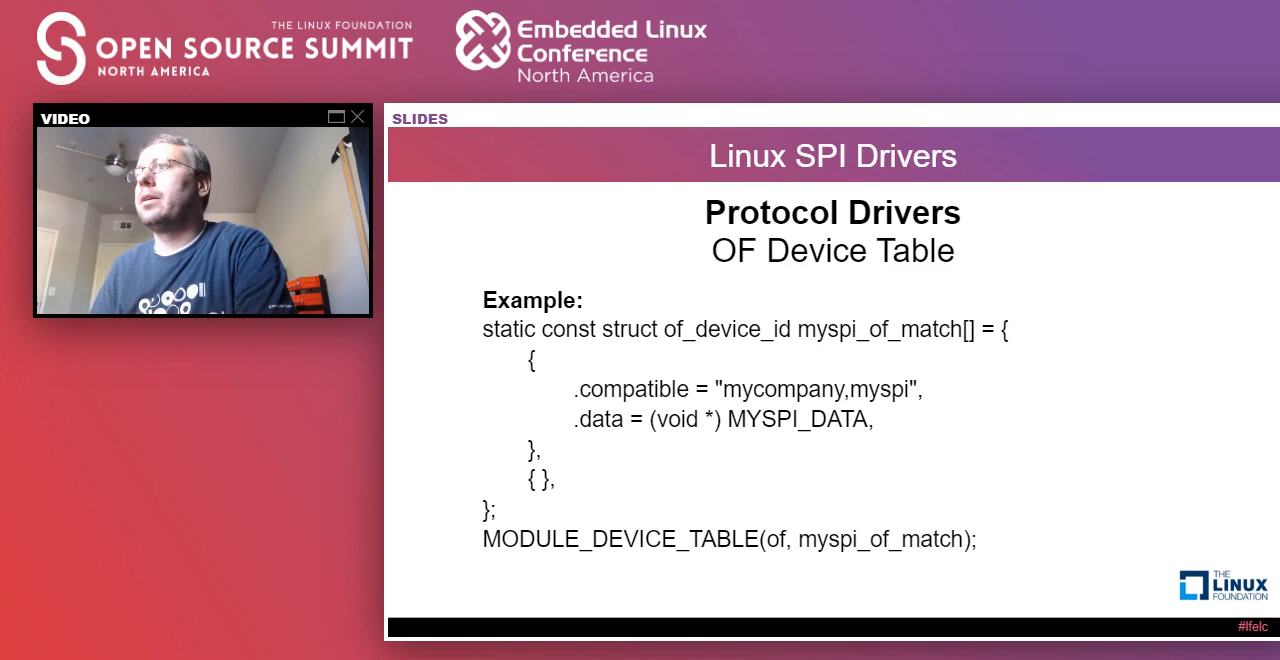 THE LINUX FOUNDATION
OPEN SOURCE SUMMIT
NORTH AMERICA
Embedded Linux
Conference
North America
VIDEO
SLIDES
Linux SPI Drivers
Protocol Drivers
OF Device Table
Example:
static const struct of_device_id myspi_of_match[] = {
{
.compatible = "mycompany,myspi",
.data = (void *) MYSPI_DATA,
},
{ },
};
MODULE_DEVICE_TABLE(of, myspi_of_match);
THE
LINUX
FOUNDATION
#lfelc